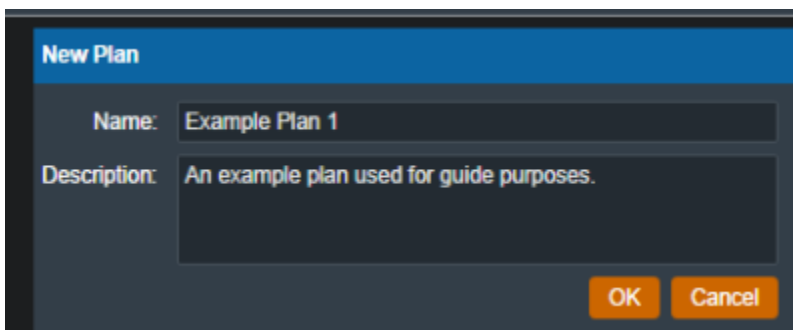 New Plan
Name: Example Plan 1
Description: An example plan used for guide purposes.
OK Cancel